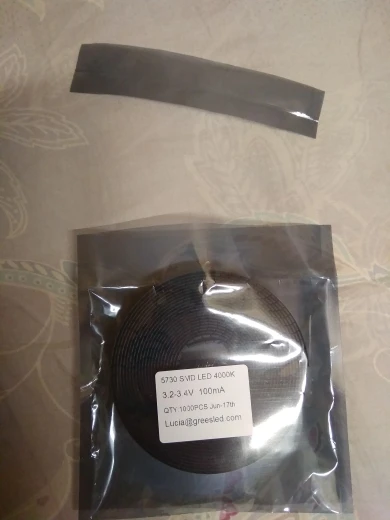 5730 SMD LED 4000K
3.2-3.4V 100mA
QTY 1000PCS Jun-17th
Lucia@greesled.com